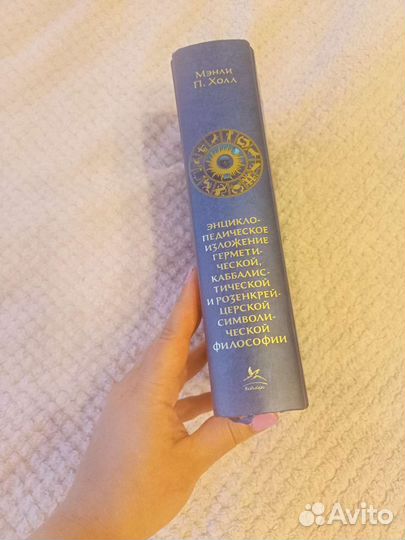 Мэнли
П. Холл
ЭНЦИКЛО-
ПЕДИЧЕСКОЕ
ИЗЛОЖЕНИЕ
ГЕРМЕТИ-
ЧЕСКОЙ,
КАББАЛИС-
ТИЧЕСКОЙ
И РОЗЕНКРЕЙ-
ЦЕРСКОЙ
СИМВОЛИ-
ЧЕСКОЙ
ФИЛОСОФИИ
Avito